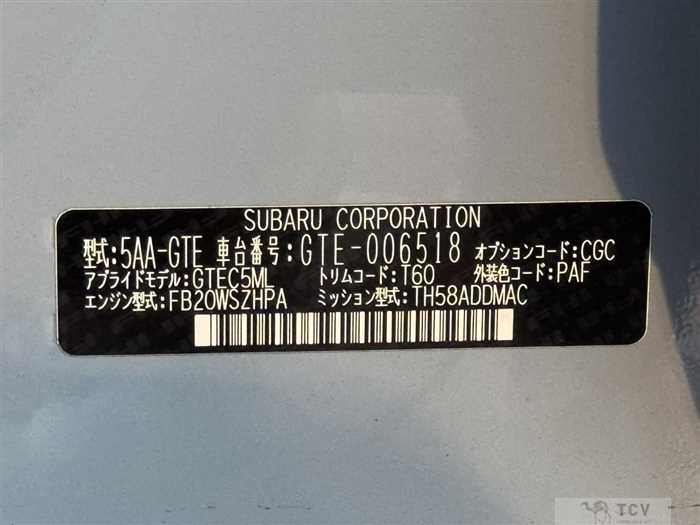 SUBARU CORPORATION
型式:5AA-GTE 車台番号:GTE-006518 オプションコード:CGC
アプライドモデル:GTEC5ML トリムコード:T60 外装色コード:PAF
エンジン型式:FB20WSZHPA ミッション型式:TH58ADDMAC
TCV